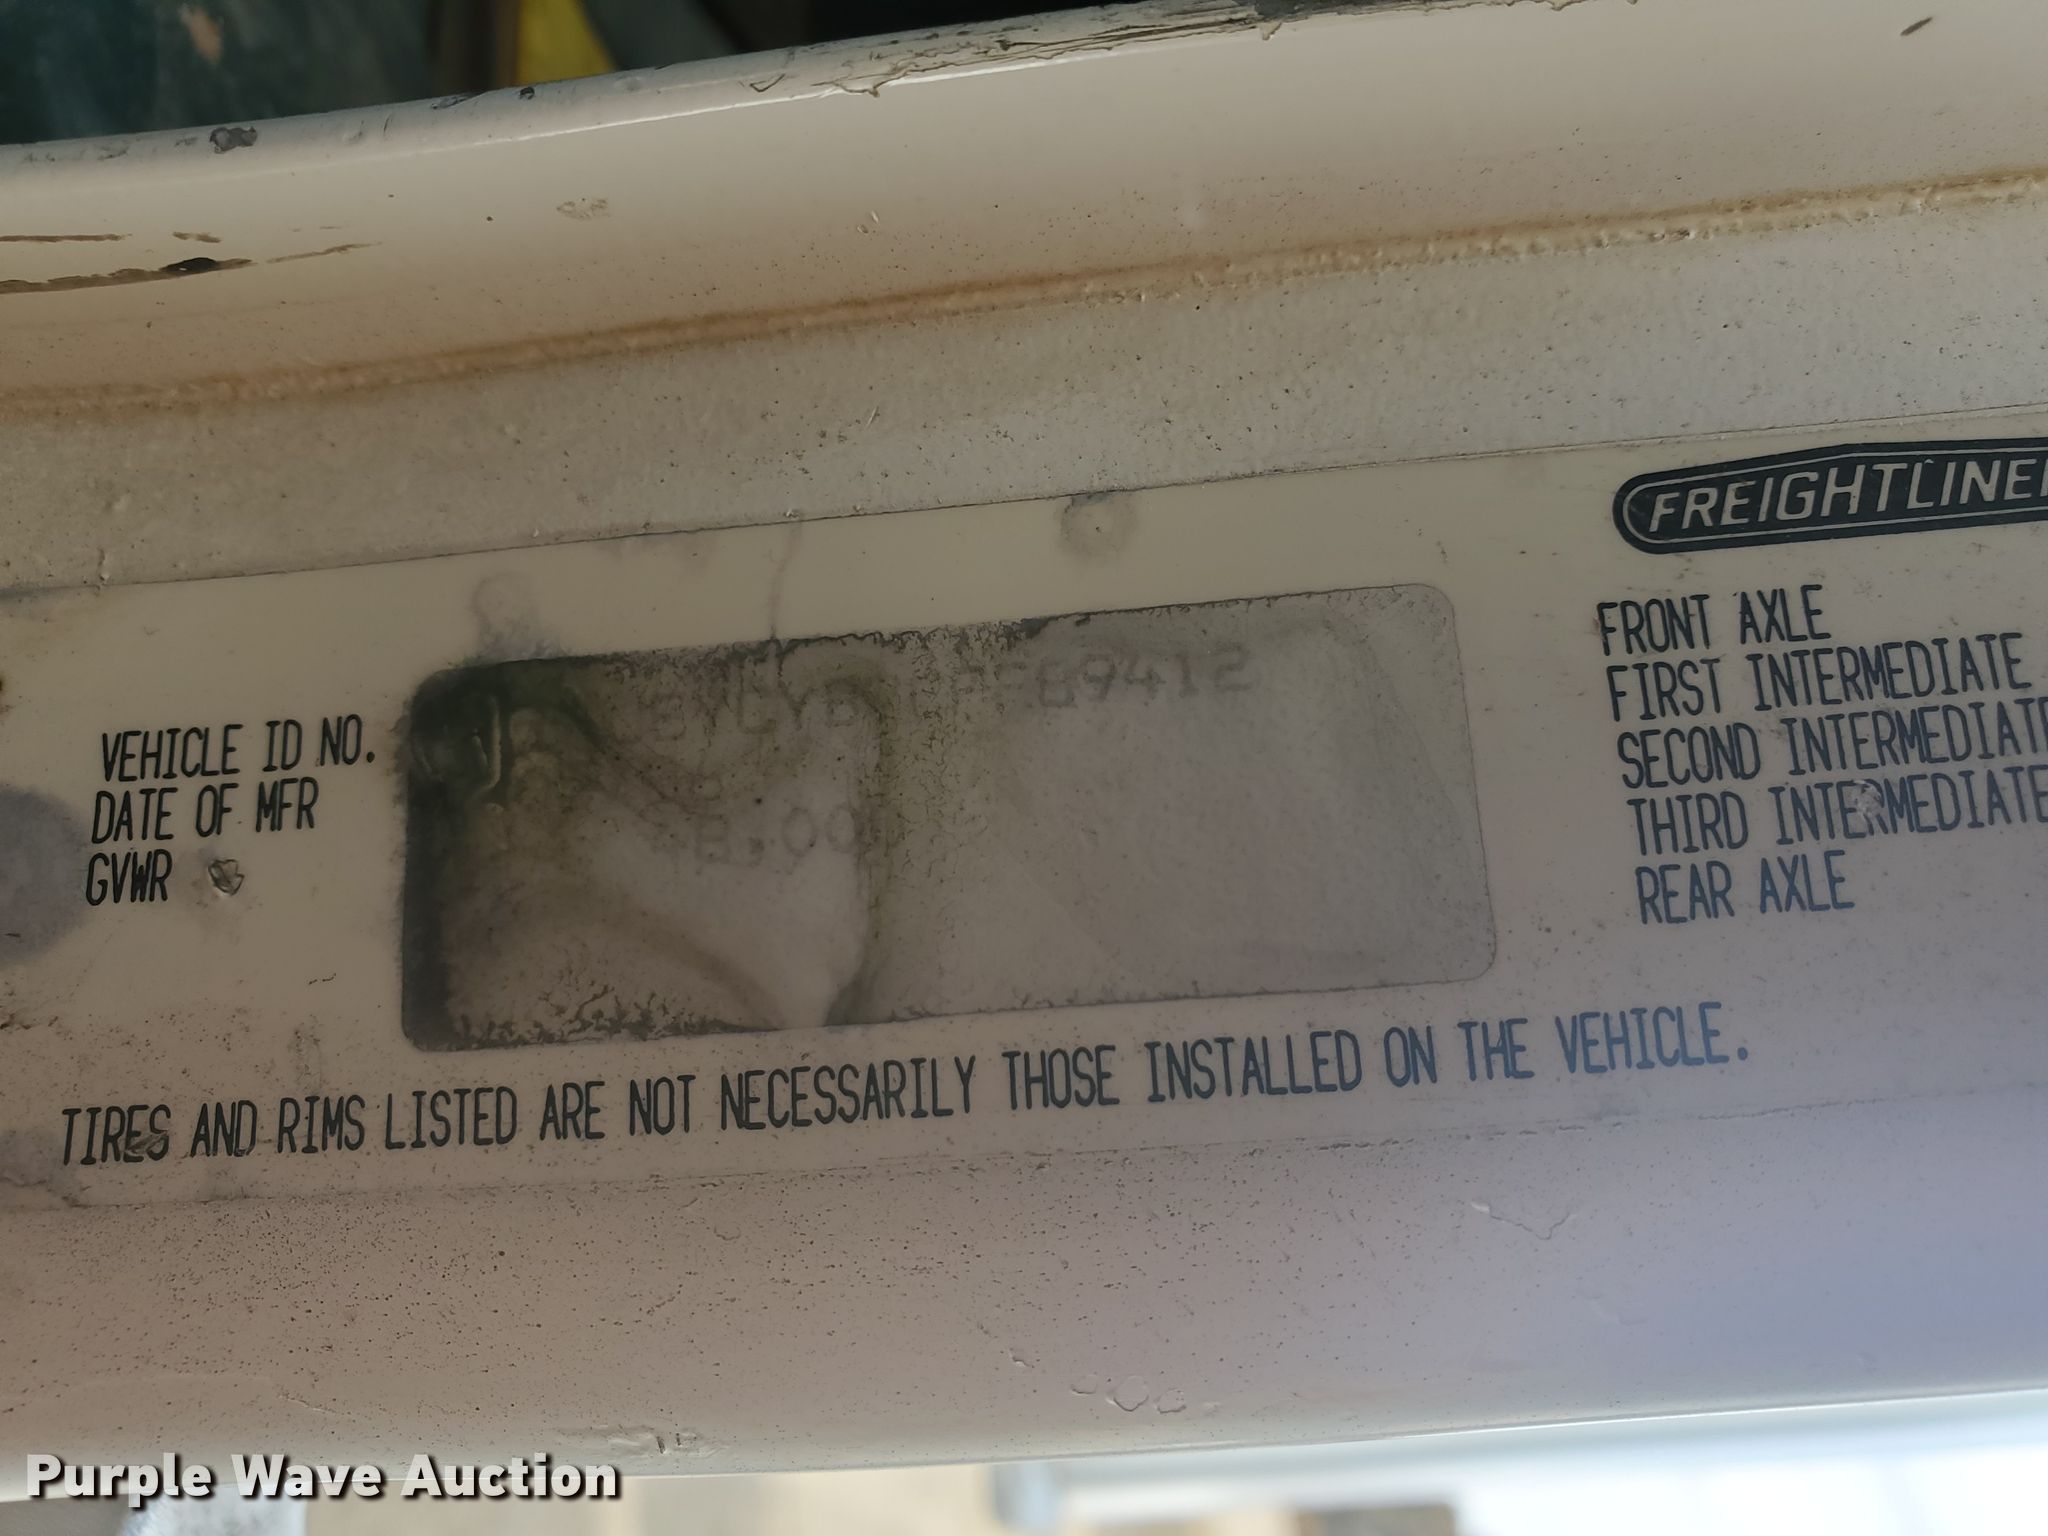 FREIGHTLINER
VEHICLE ID NO.
DATE OF MFR
GVWR
89412
FRONT AXLE
FIRST INTERMEDIATE
SECOND INTERMEDIATE
THIRD INTERMEDIATE
REAR AXLE
TIRES AND RIMS LISTED ARE NOT NECESSARILY THOSE INSTALLED ON THE VEHICLE.
Purple Wave Auction